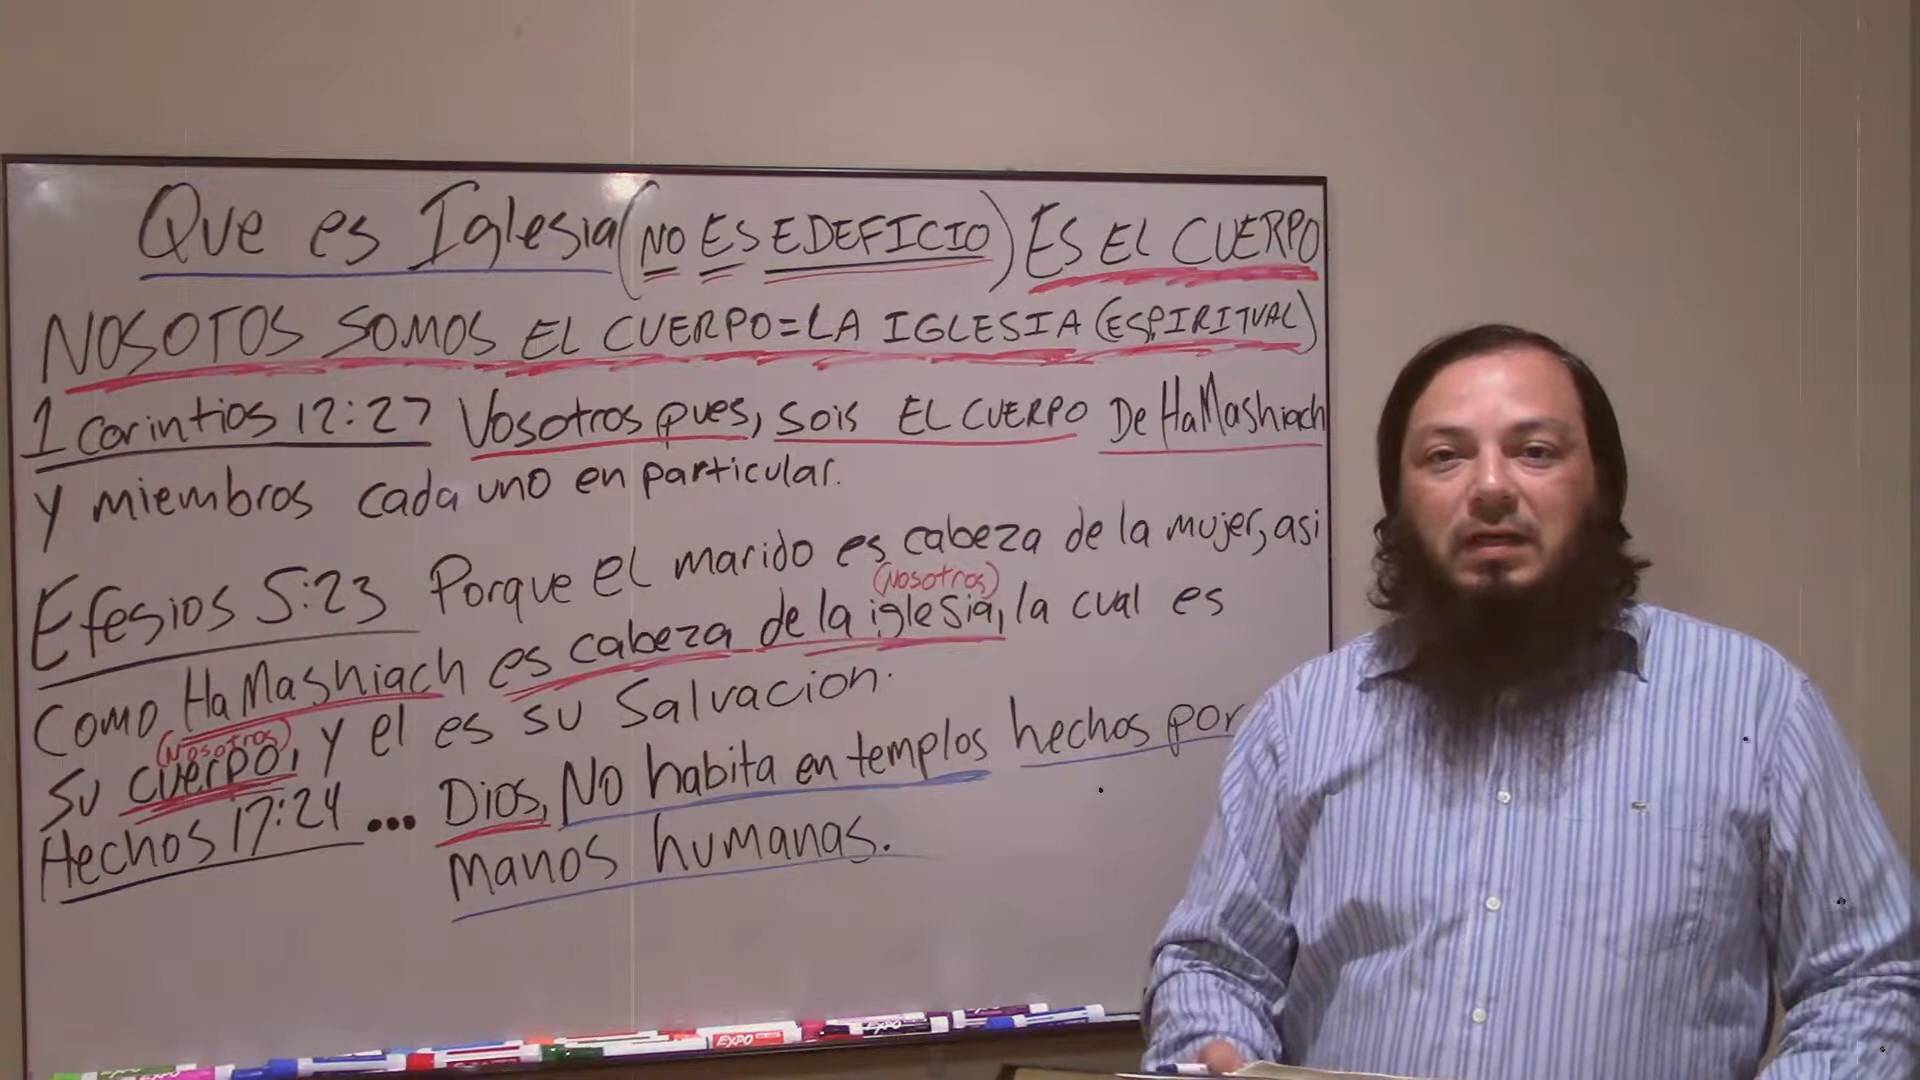 Que es Iglesia (NO ES EDEFICIO) ES EL CUERPO
NOSOTOS SOMOS EL CUERPO=LA IGLESIA (ESPIRITUAL)
1 Corintios 12:27 Vosotros pues, sois EL CUERPO De HaMashiach
y miembros cada uno en particular.
Efesios 5:23 Porque el marido es cabeza de la mujer, asi
(Nosotros)
Como HaMashiach es cabeza de la iglesia, la cual es
(Nosotros)
su cuerpo, y el es su Salvacion.
Hechos 17:24 ... Dios, No habita en templos hechos por
manos humanas.
EXPO
EXPO